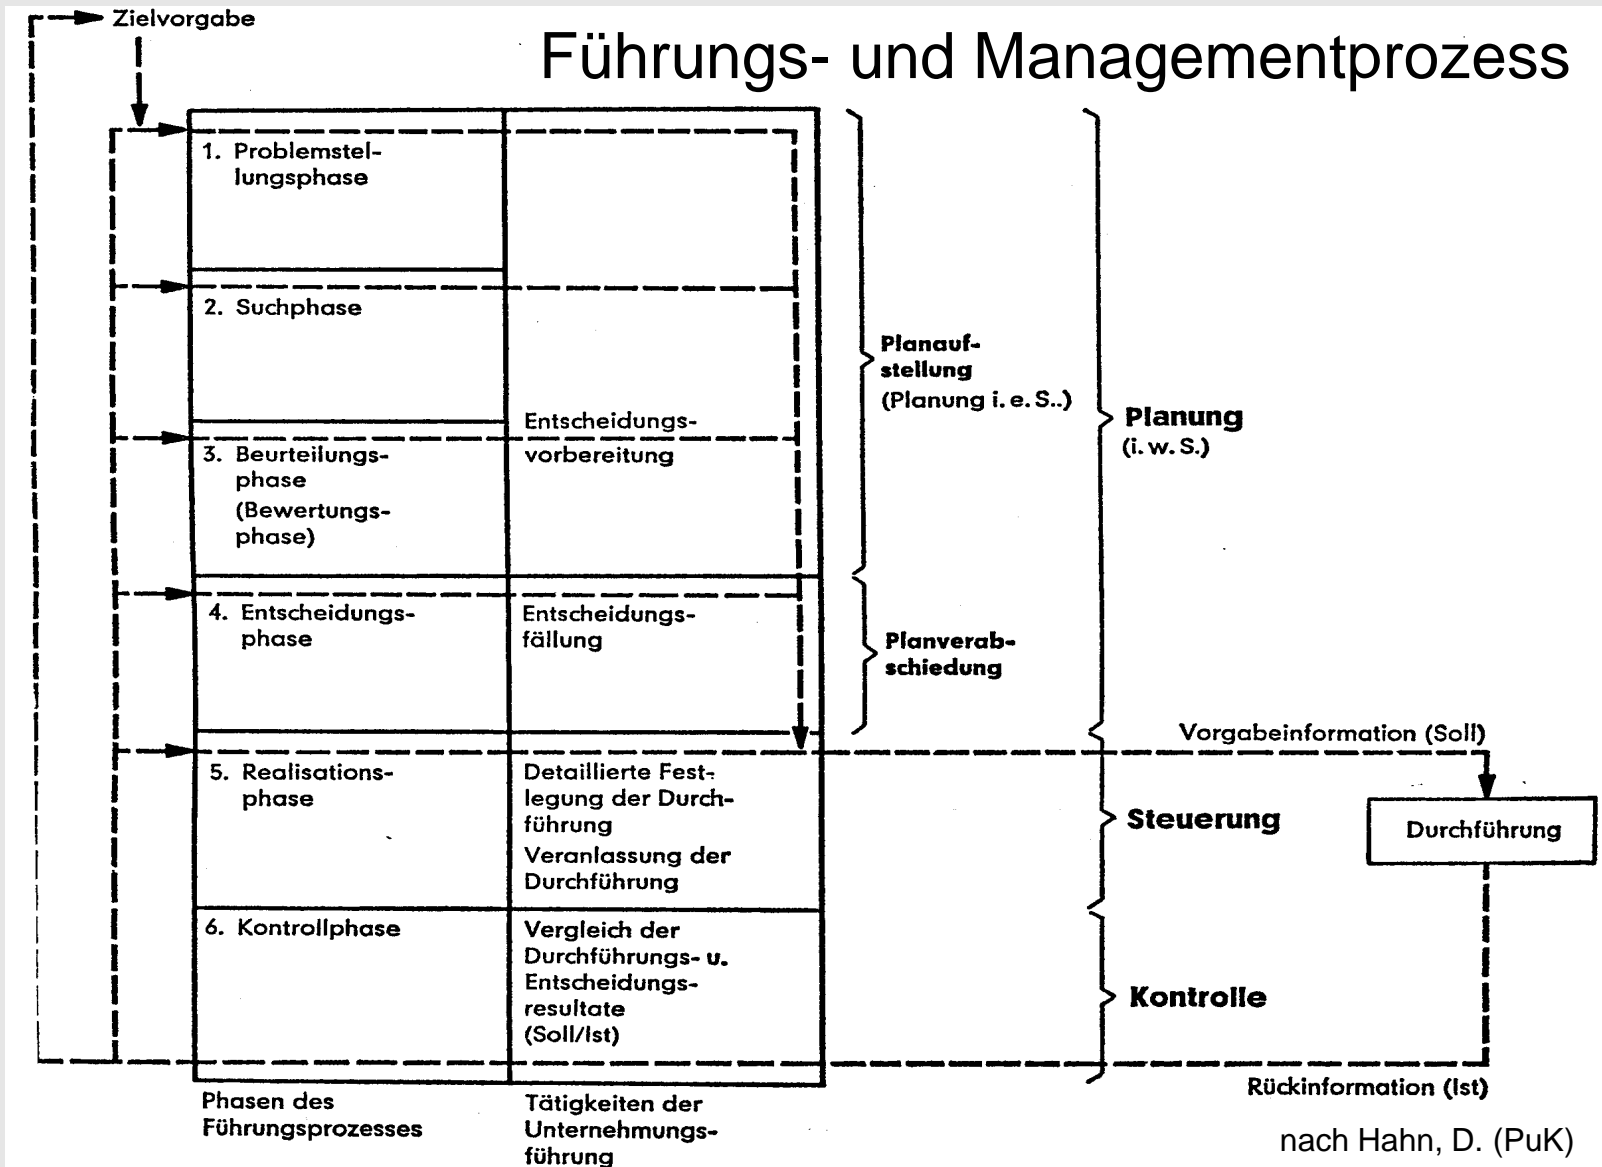 Zielvorgabe
Führungs- und Managementprozess
1. Problemstel-
lungsphase
2. Suchphase
3. Beurteilungs-
phase
(Bewertungs-
phase)
Entscheidungs-
vorbereitung
4. Entscheidungs-
phase
Entscheidungs-
fällung
5. Realisations-
phase
Detaillierte Fest-
legung der Durch-
führung
Veranlassung der
Durchführung
6. Kontrollphase
Vergleich der
Durchführungs- u.
Entscheidungs-
resultate
(Soll/Ist)
Phasen des
Führungsprozesses
Tätigkeiten der
Unternehmungs-
führung
Planauf-
stellung
(Planung i. e. S..)
Planverab-
schiedung
Planung
(i. w. S.)
Steuerung
Kontrolle
Vorgabeinformation (Soll)
Durchführung
Rückinformation (Ist)
nach Hahn, D. (PuK)